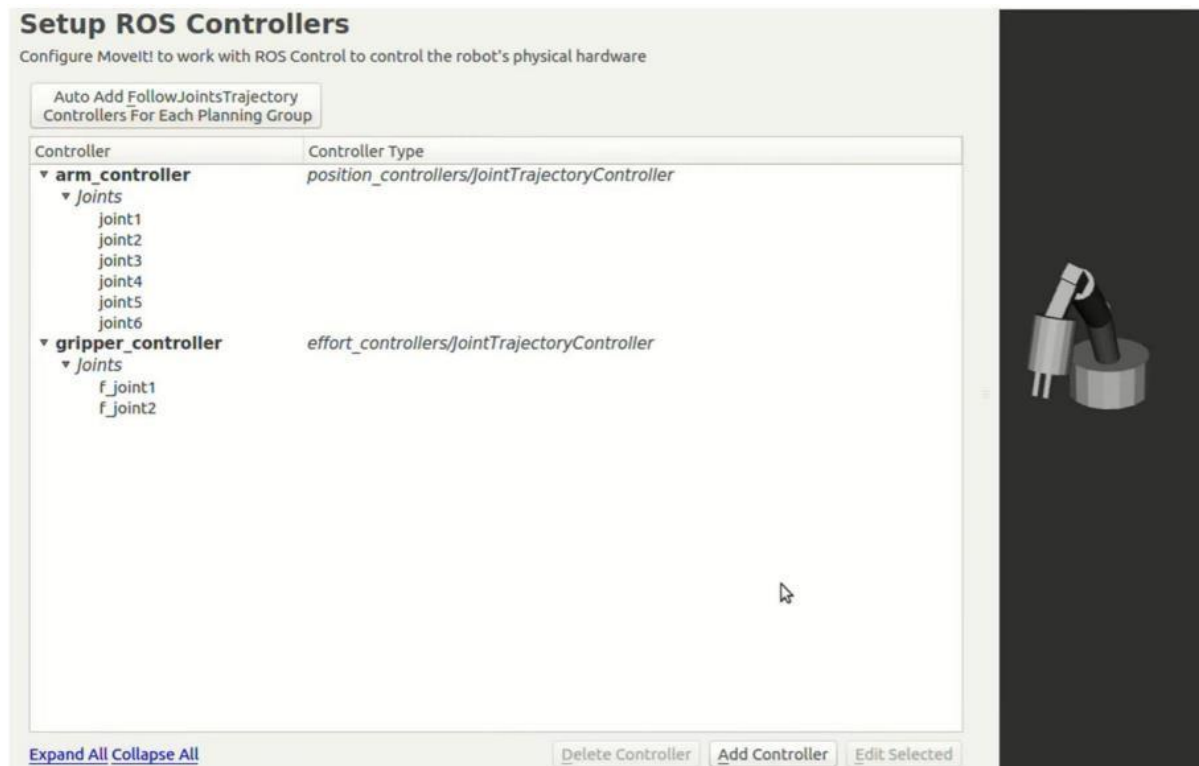 Setup ROS Controllers
Configure MoveIt! to work with ROS Control to control the robot's physical hardware
Auto Add FollowJointsTrajectory
Controllers For Each Planning Group
Controller Controller Type
arm_controller position_controllers/JointTrajectoryController
Joints
joint1
joint2
joint3
joint4
joint5
joint6
gripper_controller effort_controllers/JointTrajectoryController
Joints
f_joint1
f_joint2
Expand All Collapse All Delete Controller Add Controller Edit Selected